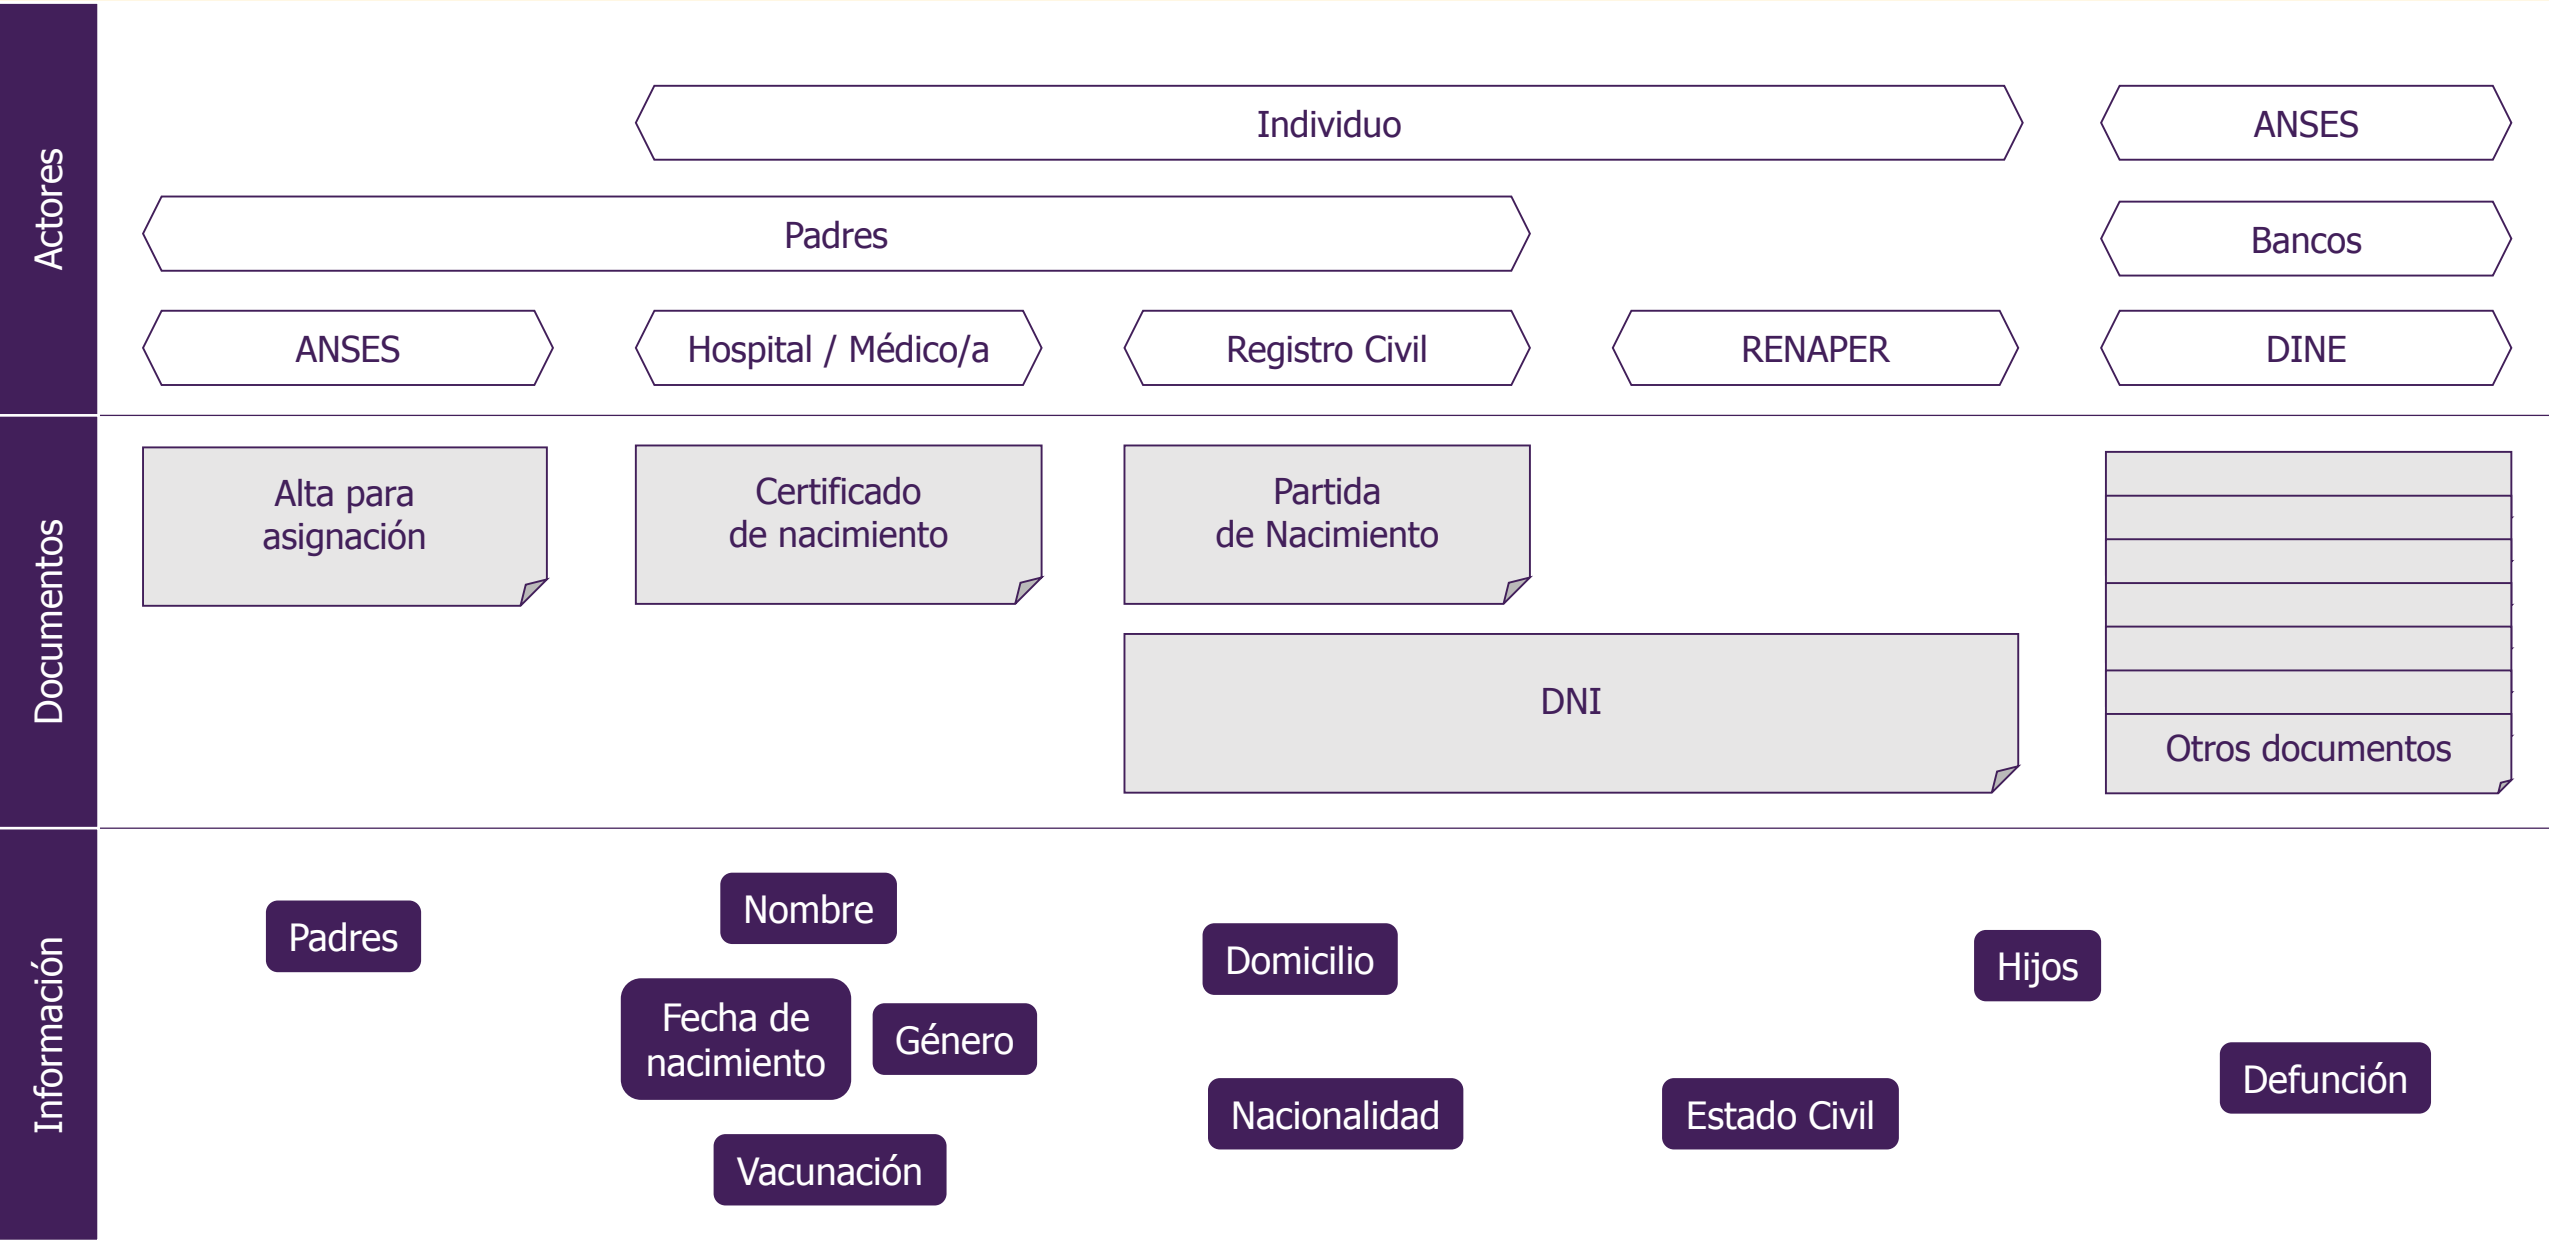 Actores
Individuo
ANSES
Padres
Bancos
ANSES
Hospital / Médico/a
Registro Civil
RENAPER
DINE
Documentos
Alta para
asignación
Certificado
de nacimiento
Partida
de Nacimiento
DNI
Otros documentos
Información
Padres
Nombre
Fecha de
nacimiento
Género
Vacunación
Domicilio
Nacionalidad
Estado Civil
Hijos
Defunción